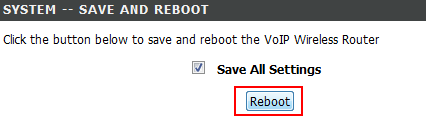 SYSTEM -- SAVE AND REBOOT
Click the button below to save and reboot the VoIP Wireless Router
Save All Settings
Reboot